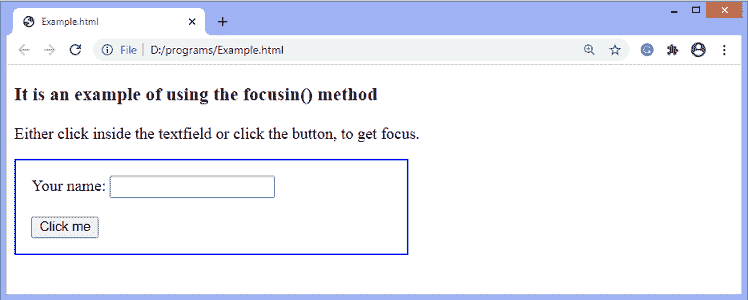 Example.html
File D:/programs/Example.html
It is an example of using the focusin() method
Either click inside the textfield or click the button, to get focus.
Your name:
Click me